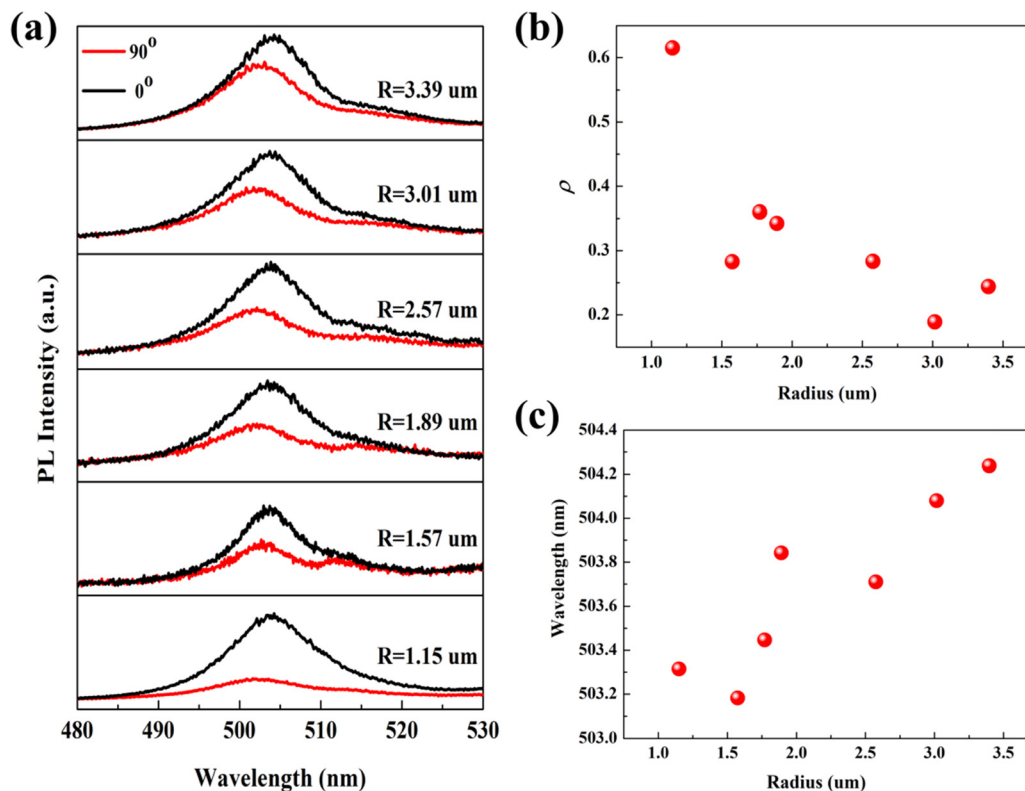 (a)
90°
0°
R=3.39 um
R=3.01 um
R=2.57 um
R=1.89 um
R=1.57 um
R=1.15 um
PL Intensity (a.u.)
480 490 500 510 520 530
Wavelength (nm)
(b)
0.6
0.5
0.4
0.3
0.2
ρ
1.0 1.5 2.0 2.5 3.0 3.5
Radius (um)
(c)
504.4
504.2
504.0
503.8
503.6
503.4
503.2
503.0
Wavelength (nm)
1.0 1.5 2.0 2.5 3.0 3.5
Radius (um)